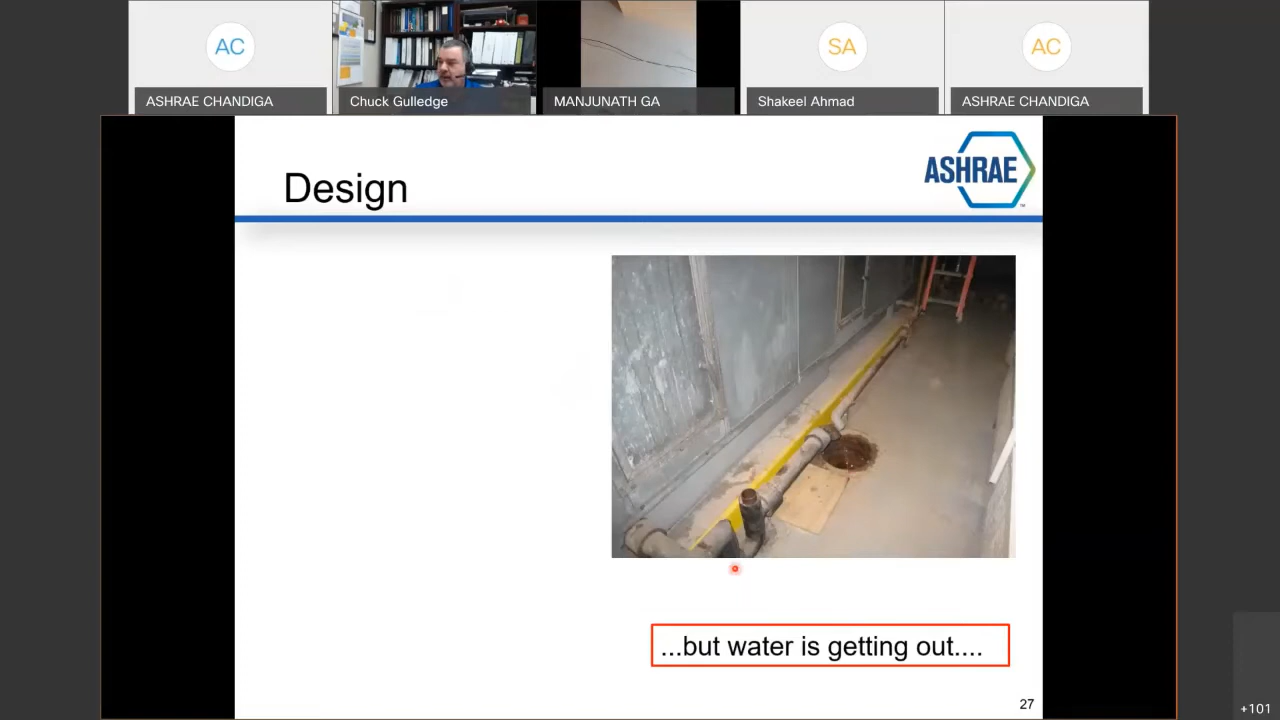 AC
SA
AC
ASHRAE CHANDIGA
Chuck Gulledge
MANJUNATH GA
Shakeel Ahmad
ASHRAE CHANDIGA
Design
ASHRAE
TM
...but water is getting out....
27
+101